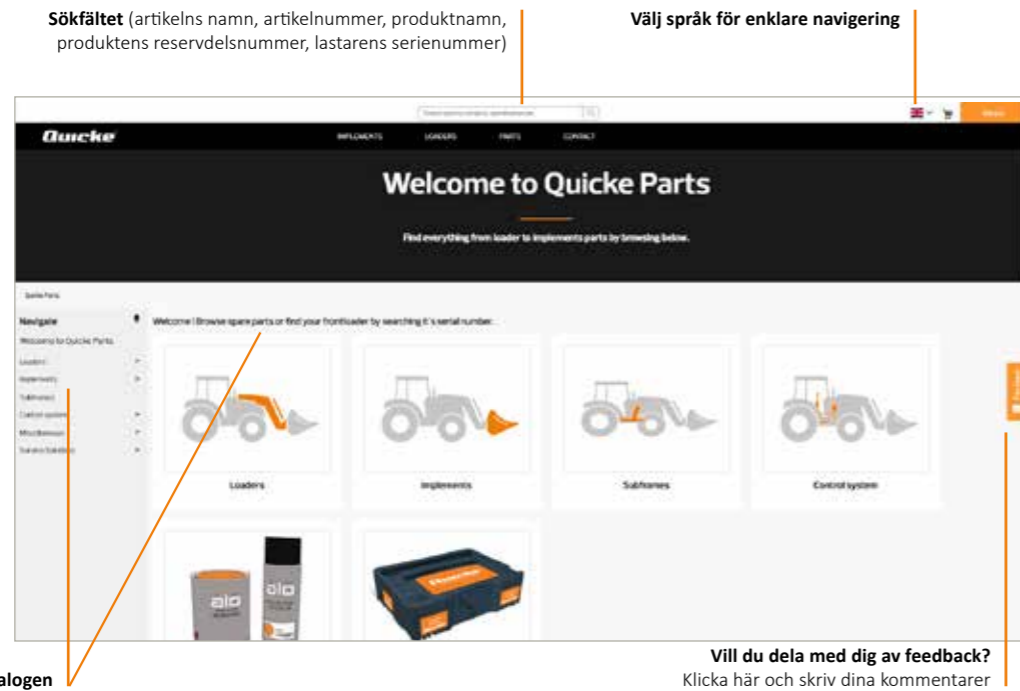 Sökfältet (artikelns namn, artikelnummer, produktnamn,
produktens reservdelsnummer, lastarens serienummer)
Välj språk för enklare navigering
Quicke
IMPLEMENTS LOADERS PARTS CONTACT
Welcome to Quicke Parts
Find everything from loader to implements parts by browsing below.
Quicke Parts
Navigate
Welcome to Quicke Parts
Loaders
Implements
Subframes
Control system
Miscellaneous
Welcome! Browse spare parts or find your frontloader by searching it´s serial number.
Loaders
Implements
Subframes
Control system
alo
alo
Quicke
alogen
Vill du dela med dig av feedback?
Klicka här och skriv dina kommentarer